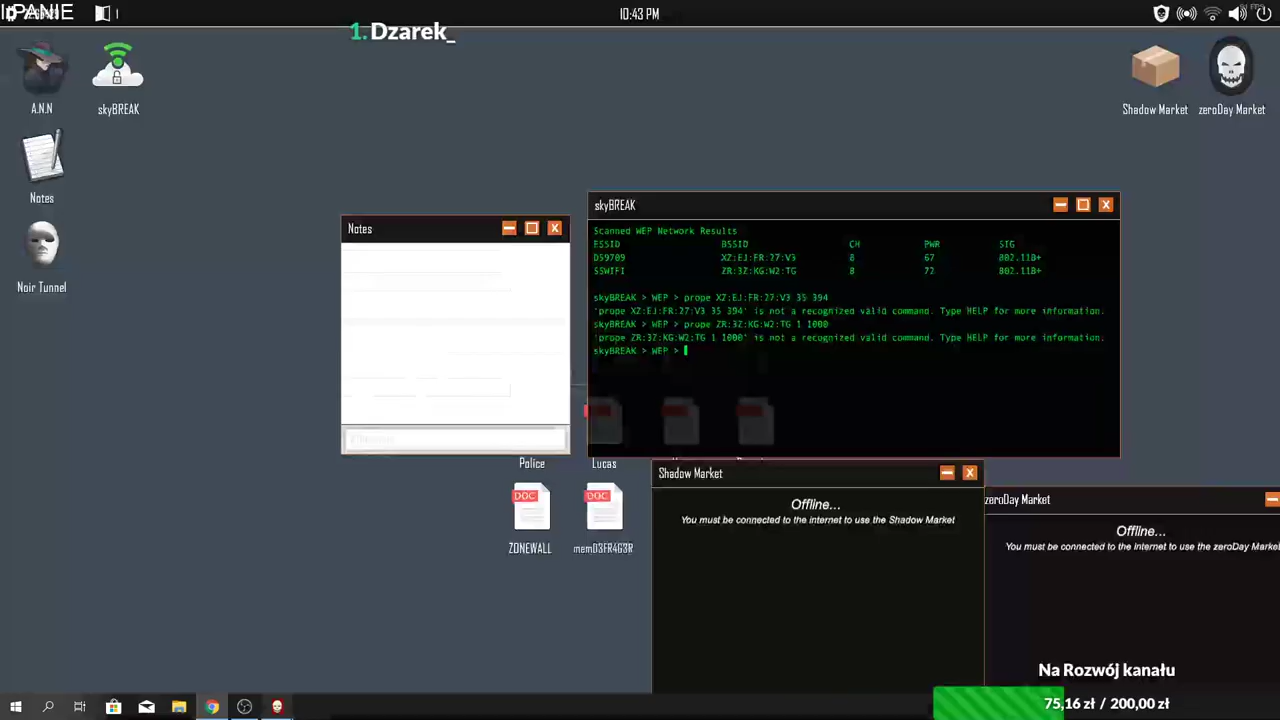 IPANIE
1
10:43 PM
1. Dzarek_
A.N.N
skyBREAK
Shadow Market
zeroDay Market
Notes
Noir Tunnel
Notes
skyBREAK
Scanned WEP Network Results
ESSID BSSID CH PWR STG
D59709 XZ:EJ:FR:27:V3 8 67 802.11B+
SSWIFI ZR:3Z:KG:W2:TG 8 72 802.11B+
skyBREAK > WEP > prope XZ:EJ:FR:27:V3 35 394
'prope XZ:EJ:FR:27:V3 35 394' is not a recognized valid command. Type HELP for more information.
skyBREAK > WEP > prope ZR:3Z:KG:W2:TG 1 1000
'prope ZR:3Z:KG:W2:TG 1 1000' is not a recognized valid command. Type HELP for more information.
skyBREAK > WEP >
Police
Lucas
DOC
DOC
ZONEWALL
memD3FR4G3R
Shadow Market
Offline...
You must be connected to the internet to use the Shadow Market
zeroDay Market
Offline...
You must be connected to the internet to use the zeroDay Market
Na Rozwój kanału
75,16 zł / 200,00 zł